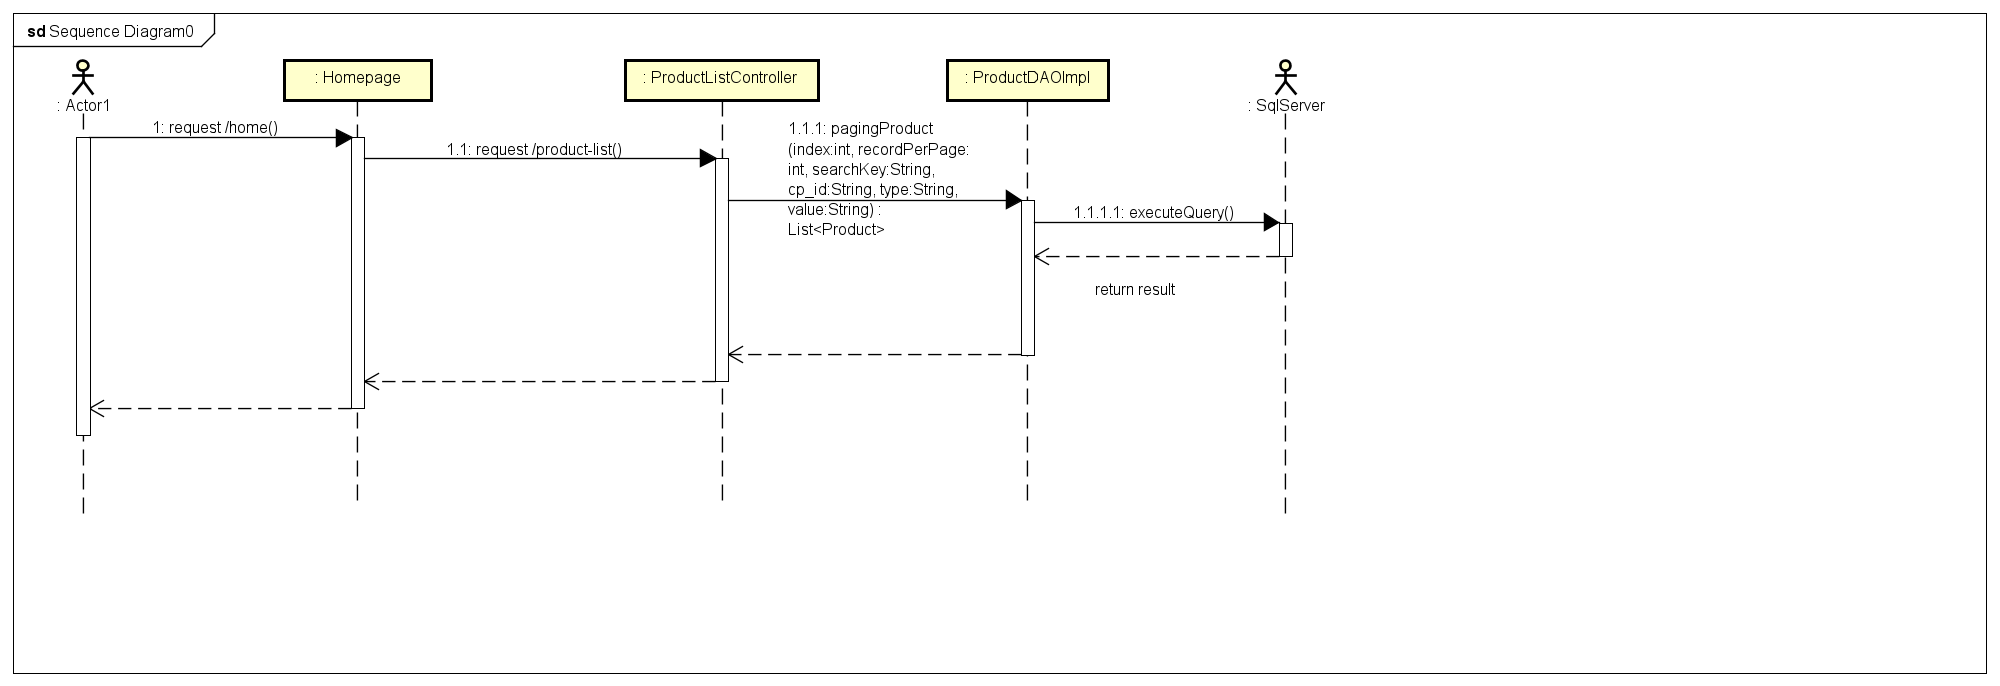 sd Sequence Diagram0
: Actor1
: Homepage
: ProductListController
: ProductDAOImpl
: SqlServer
1: request /home()
1.1: request /product-list()
1.1.1: pagingProduct
(index:int, recordPerPage:
int, searchKey:String,
cp_id:String, type:String,
value:String) :
List<Product>
1.1.1.1: executeQuery()
return result